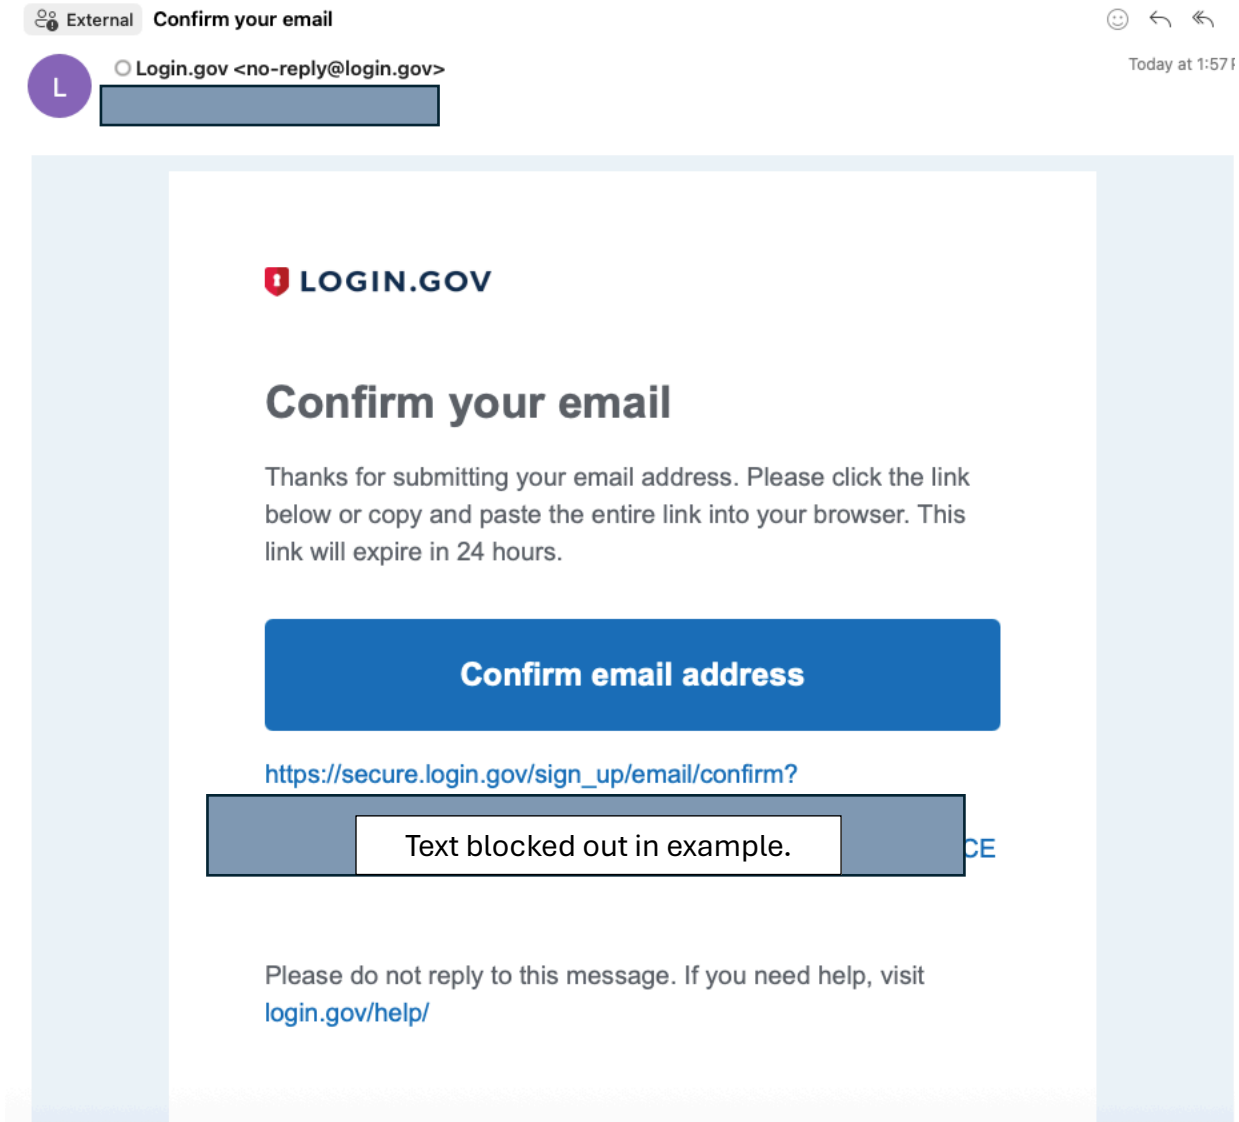 External Confirm your email
L
Login.gov <no-reply@login.gov>
Today at 1:57
LOGIN.GOV
Confirm your email
Thanks for submitting your email address. Please click the link
below or copy and paste the entire link into your browser. This
link will expire in 24 hours.
Confirm email address
https://secure.login.gov/sign_up/email/confirm?
Text blocked out in example.
CE
Please do not reply to this message. If you need help, visit
login.gov/help/